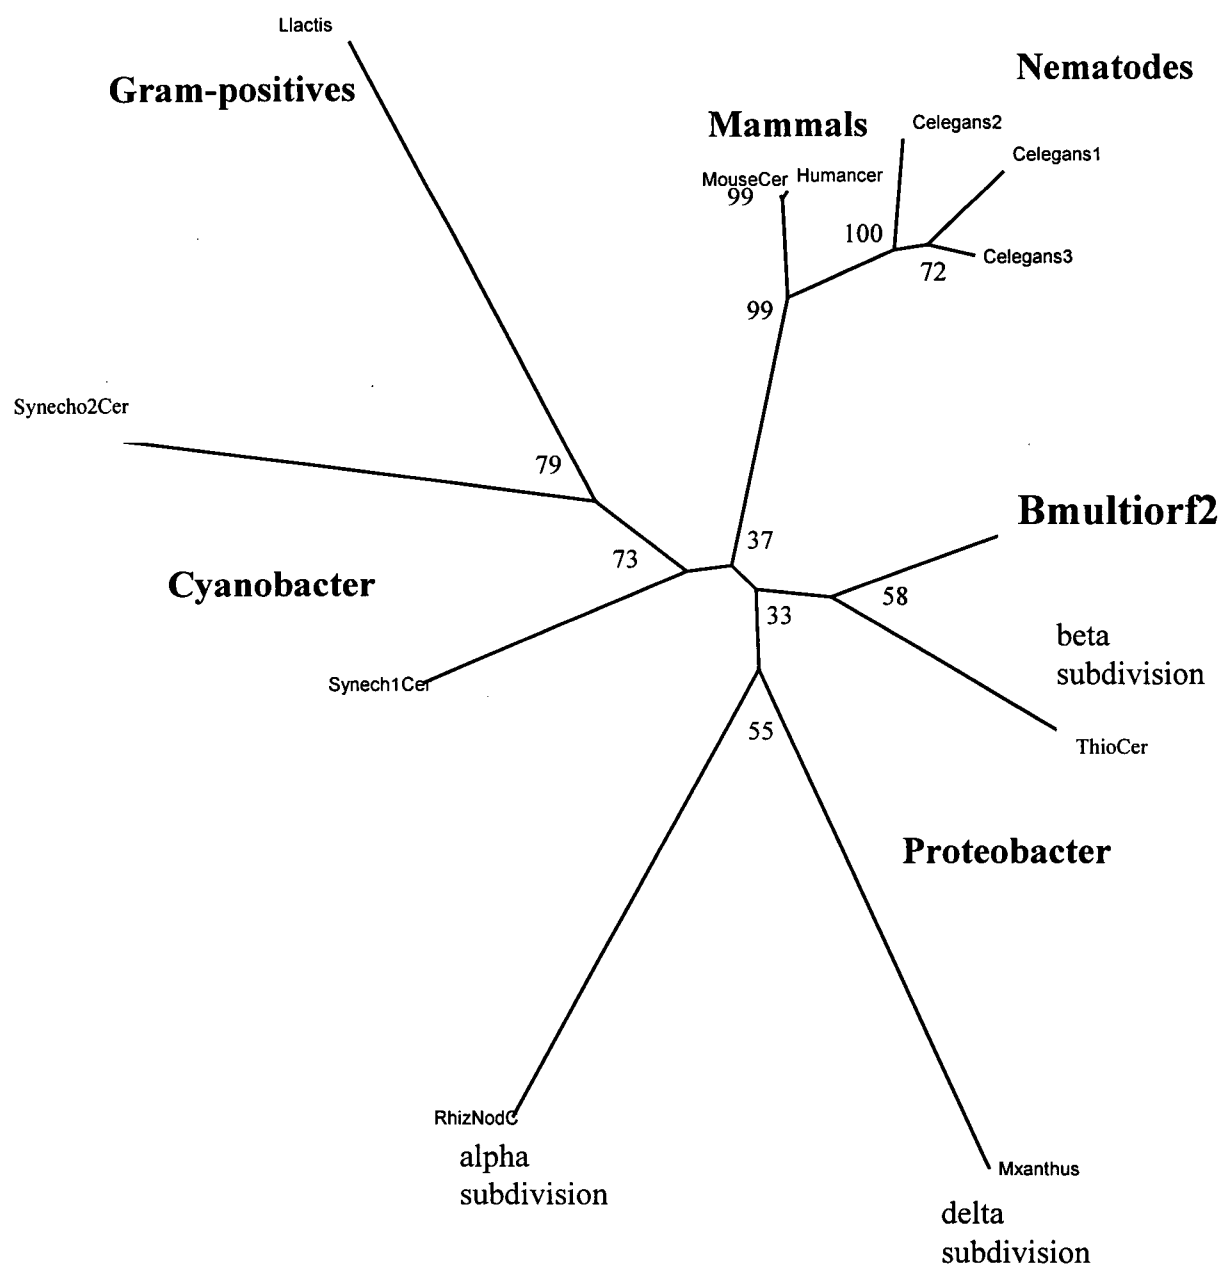 Llactis
Gram-positives
Nematodes
Mammals
Celegans2
Celegans1
MouseCer
Humancer
99
100
72
Celegans3
99
Synecho2Cer
79
Bmultiorf2
37
73
Cyanobacter
58
33
beta
subdivision
Synech1Cer
55
ThioCer
Proteobacter
RhizNodC
alpha
subdivision
Mxanthus
delta
subdivision